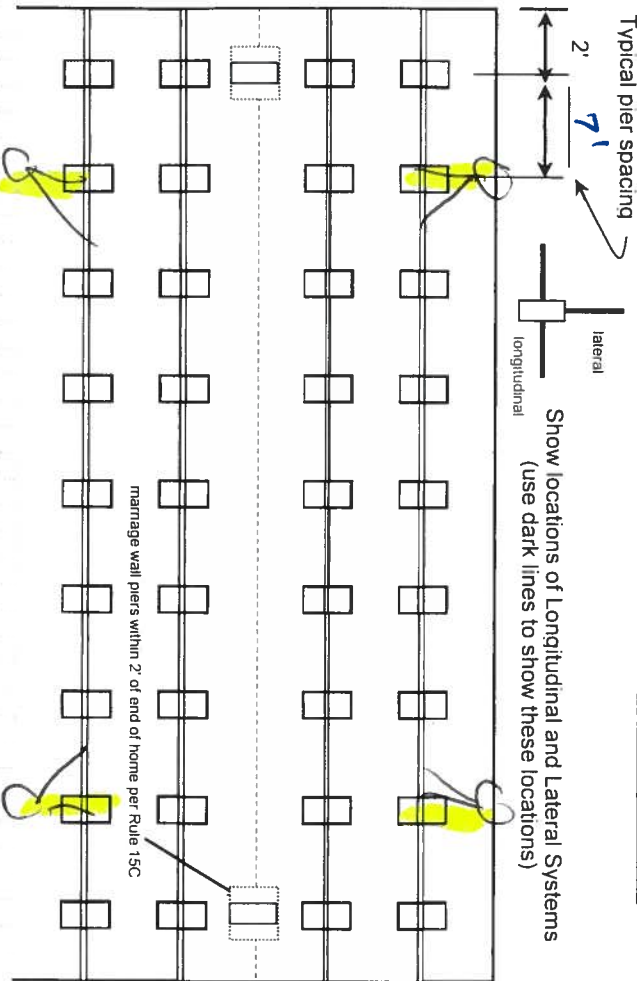 Typical pier spacing
2'
7'
lateral
longitudinal
Show locations of Longitudinal and Lateral Systems
(use dark lines to show these locations)
marriage wall piers within 2' of end of home per Rule 15C